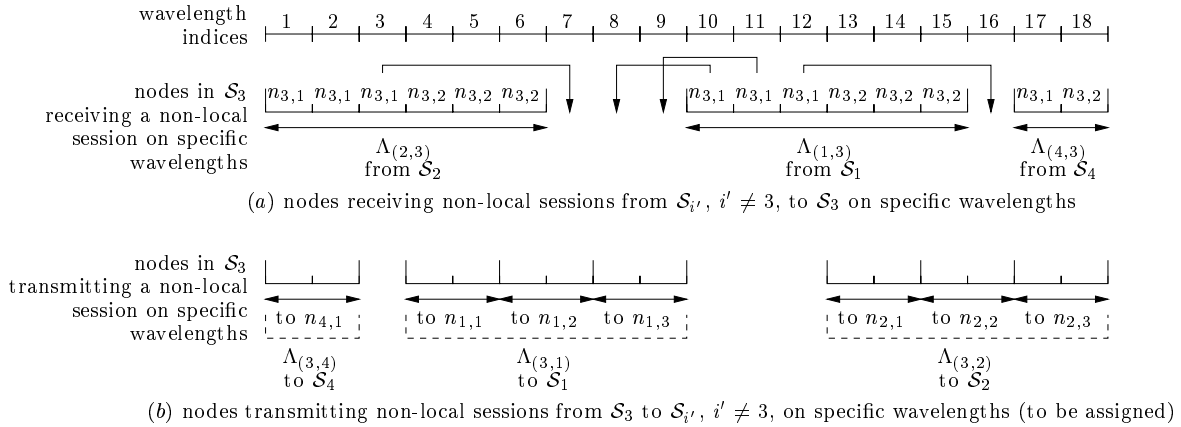 wavelength indices 1 2 3 4 5 6 7 8 9 10 11 12 13 14 15 16 17 18
nodes in 𝒮₃ receiving a non-local session on specific wavelengths
n₃,₁ n₃,₁ n₃,₁ n₃,₂ n₃,₂ n₃,₂ n₃,₁ n₃,₁ n₃,₁ n₃,₂ n₃,₂ n₃,₂ n₃,₁ n₃,₂
Λ(2,3) from 𝒮₂
Λ(1,3) from 𝒮₁
Λ(4,3) from 𝒮₄
(a) nodes receiving non-local sessions from 𝒮i′, i′ ≠ 3, to 𝒮₃ on specific wavelengths
nodes in 𝒮₃ transmitting a non-local session on specific wavelengths
to n₄,₁ to n₁,₁ to n₁,₂ to n₁,₃ to n₂,₁ to n₂,₂ to n₂,₃
Λ(3,4) to 𝒮₄
Λ(3,1) to 𝒮₁
Λ(3,2) to 𝒮₂
(b) nodes transmitting non-local sessions from 𝒮₃ to 𝒮i′, i′ ≠ 3, on specific wavelengths (to be assigned)